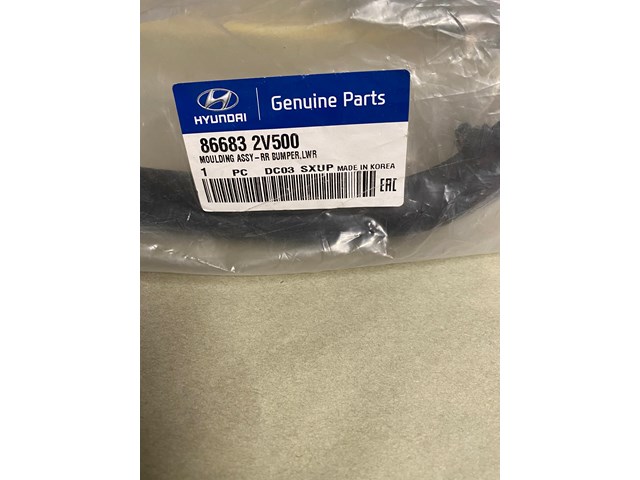 HYUNDAI
Genuine Parts
86683 2V500
MOULDING ASSY-RR BUMPER,LWR
1 PC DC03 SXUP MADE IN KOREA
EAC